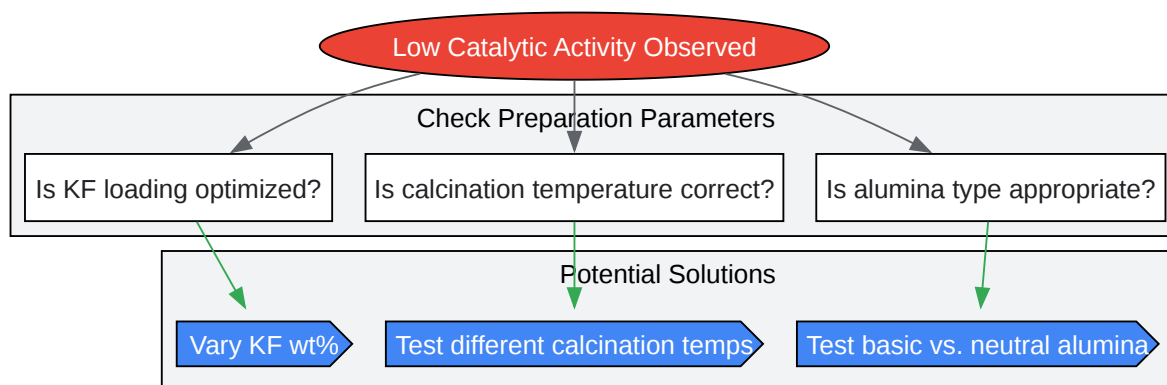 Low Catalytic Activity Observed
Check Preparation Parameters
Is KF loading optimized?
Is calcination temperature correct?
Is alumina type appropriate?
Potential Solutions
Vary KF wt%
Test different calcination temps
Test basic vs. neutral alumina